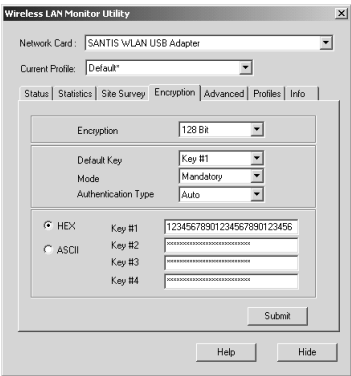 Wireless LAN Monitor Utility
Network Card : SANTIS WLAN USB Adapter
Current Profile: Default*
Status Statistics Site Survey Encryption Advanced Profiles Info
Encryption 128 Bit
Default Key Key #1
Mode Mandatory
Authentication Type Auto
HEX Key #1 12345678901234567890123456
ASCII Key #2 **************************
Key #3 **************************
Key #4 **************************
Submit
Help Hide